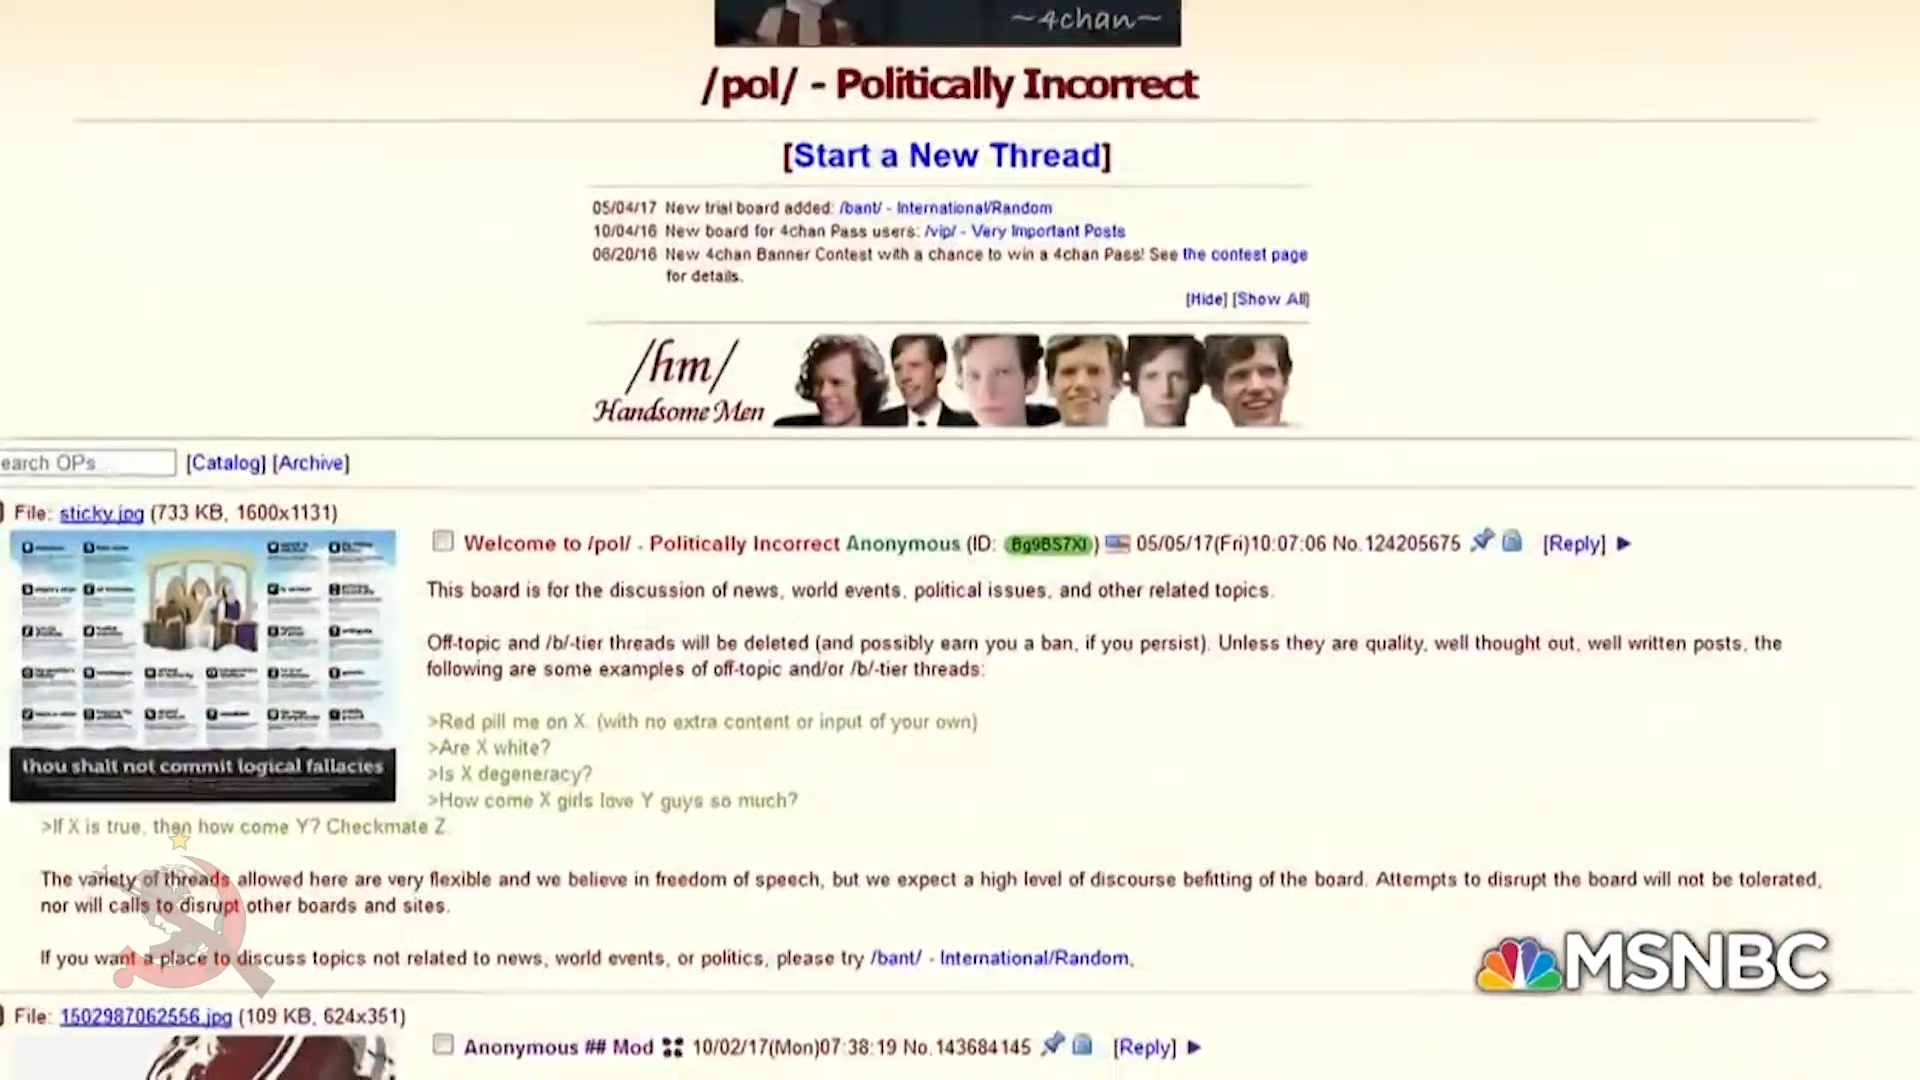 ~4chan~
/pol/ - Politically Incorrect
[Start a New Thread]
05/04/17 New trial board added: /bant/ - International/Random
10/04/16 New board for 4chan Pass users: /vip/ - Very Important Posts
06/20/16 New 4chan Banner Contest with a chance to win a 4chan Pass! See the contest page
for details.
[Hide] [Show All]
/hm/
Handsome Men
earch OPs [Catalog] [Archive]
File: sticky.jpg (733 KB, 1600x1131)
Welcome to /pol/ - Politically Incorrect Anonymous (ID: Bg9BS7XI) 05/05/17(Fri)10:07:06 No.124205675 [Reply]
This board is for the discussion of news, world events, political issues, and other related topics.
Off-topic and /b/-tier threads will be deleted (and possibly earn you a ban, if you persist). Unless they are quality, well thought out, well written posts, the
following are some examples of off-topic and/or /b/-tier threads:
>Red pill me on X. (with no extra content or input of your own)
>Are X white?
>Is X degeneracy?
thou shalt not commit logical fallacies
>How come X girls love Y guys so much?
>If X is true, then how come Y? Checkmate Z.
The variety of threads allowed here are very flexible and we believe in freedom of speech, but we expect a high level of discourse befitting of the board. Attempts to disrupt the board will not be tolerated,
nor will calls to disrupt other boards and sites.
If you want a place to discuss topics not related to news, world events, or politics, please try /bant/ - International/Random,
MSNBC
File: 1502987062556.jpg (109 KB, 624x351)
Anonymous ## Mod 10/02/17(Mon)07:38:19 No.143684145 [Reply]